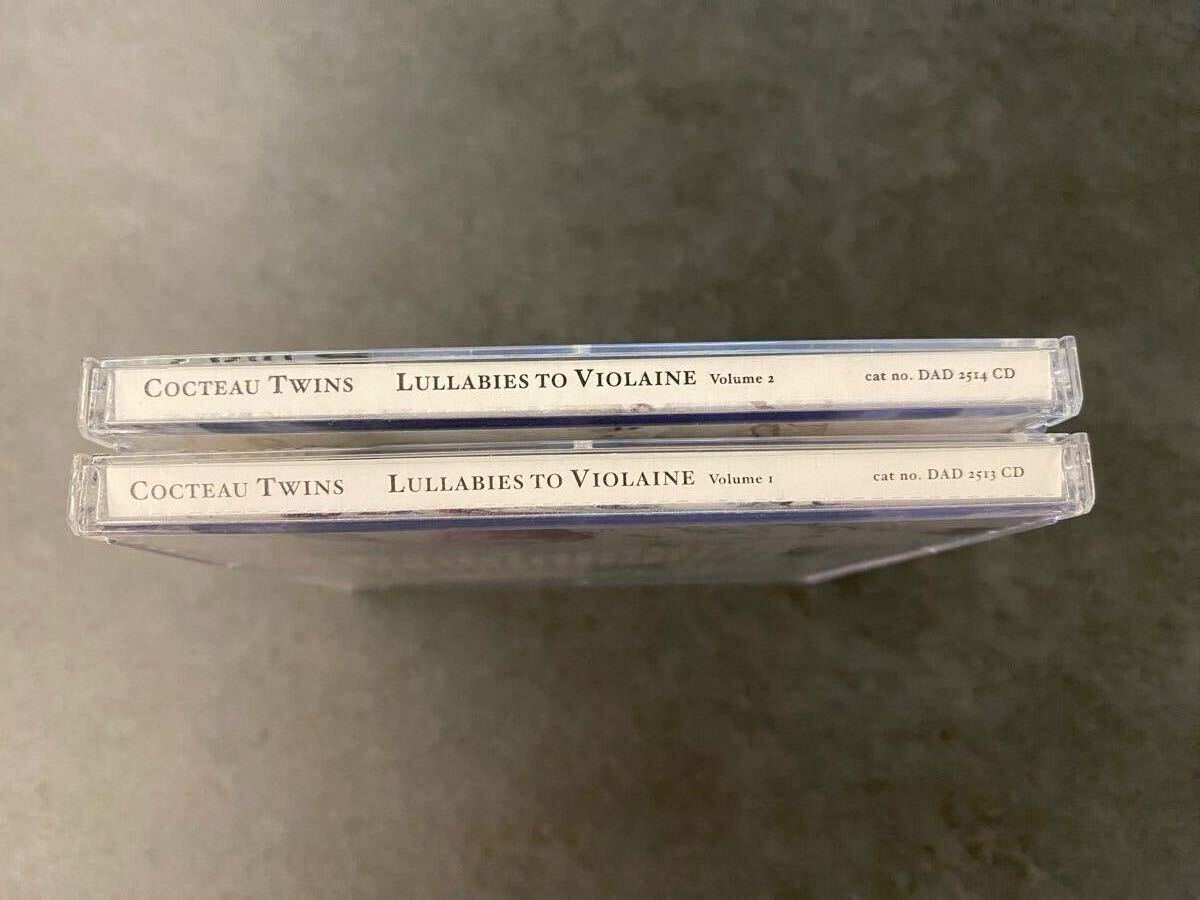 COCTEAU TWINS LULLABIES TO VIOLAINE Volume 2 cat no. DAD 2514 CD
COCTEAU TWINS LULLABIES TO VIOLAINE Volume 1 cat no. DAD 2513 CD